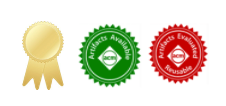 Artifacts Available
acm
Artifacts Evaluated
acm
Reusable